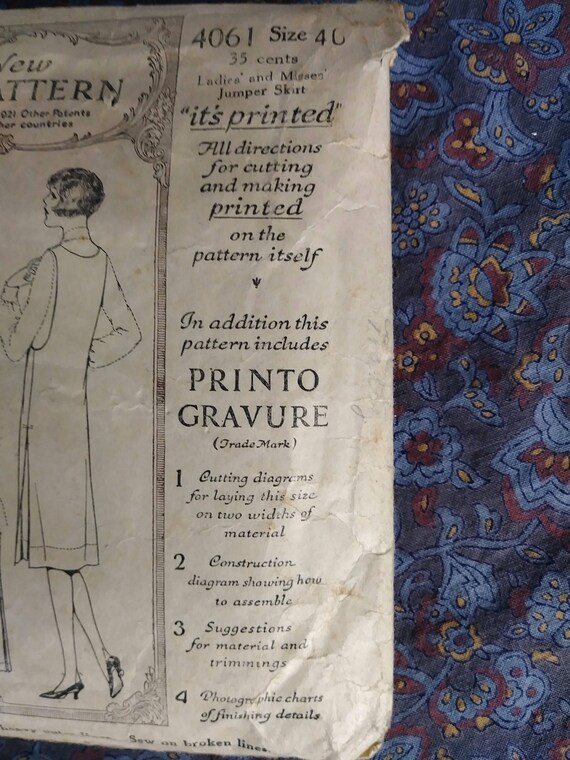 New
PATTERN
021 Other Patents
her countries
4061 Size 40
35 cents
Ladies' and Misses'
Jumper Skirt
"it's printed"
All directions
for cutting
and making
printed
on the
pattern itself
In addition this
pattern includes
PRINTO
GRAVURE
(Trade Mark)
1 Cutting diagrams
for laying this size
on two widths of
material
2 Construction
diagram showing how
to assemble
3 Suggestions
for material and
trimmings
4 Photographic charts
of finishing details
Sew on broken lines.